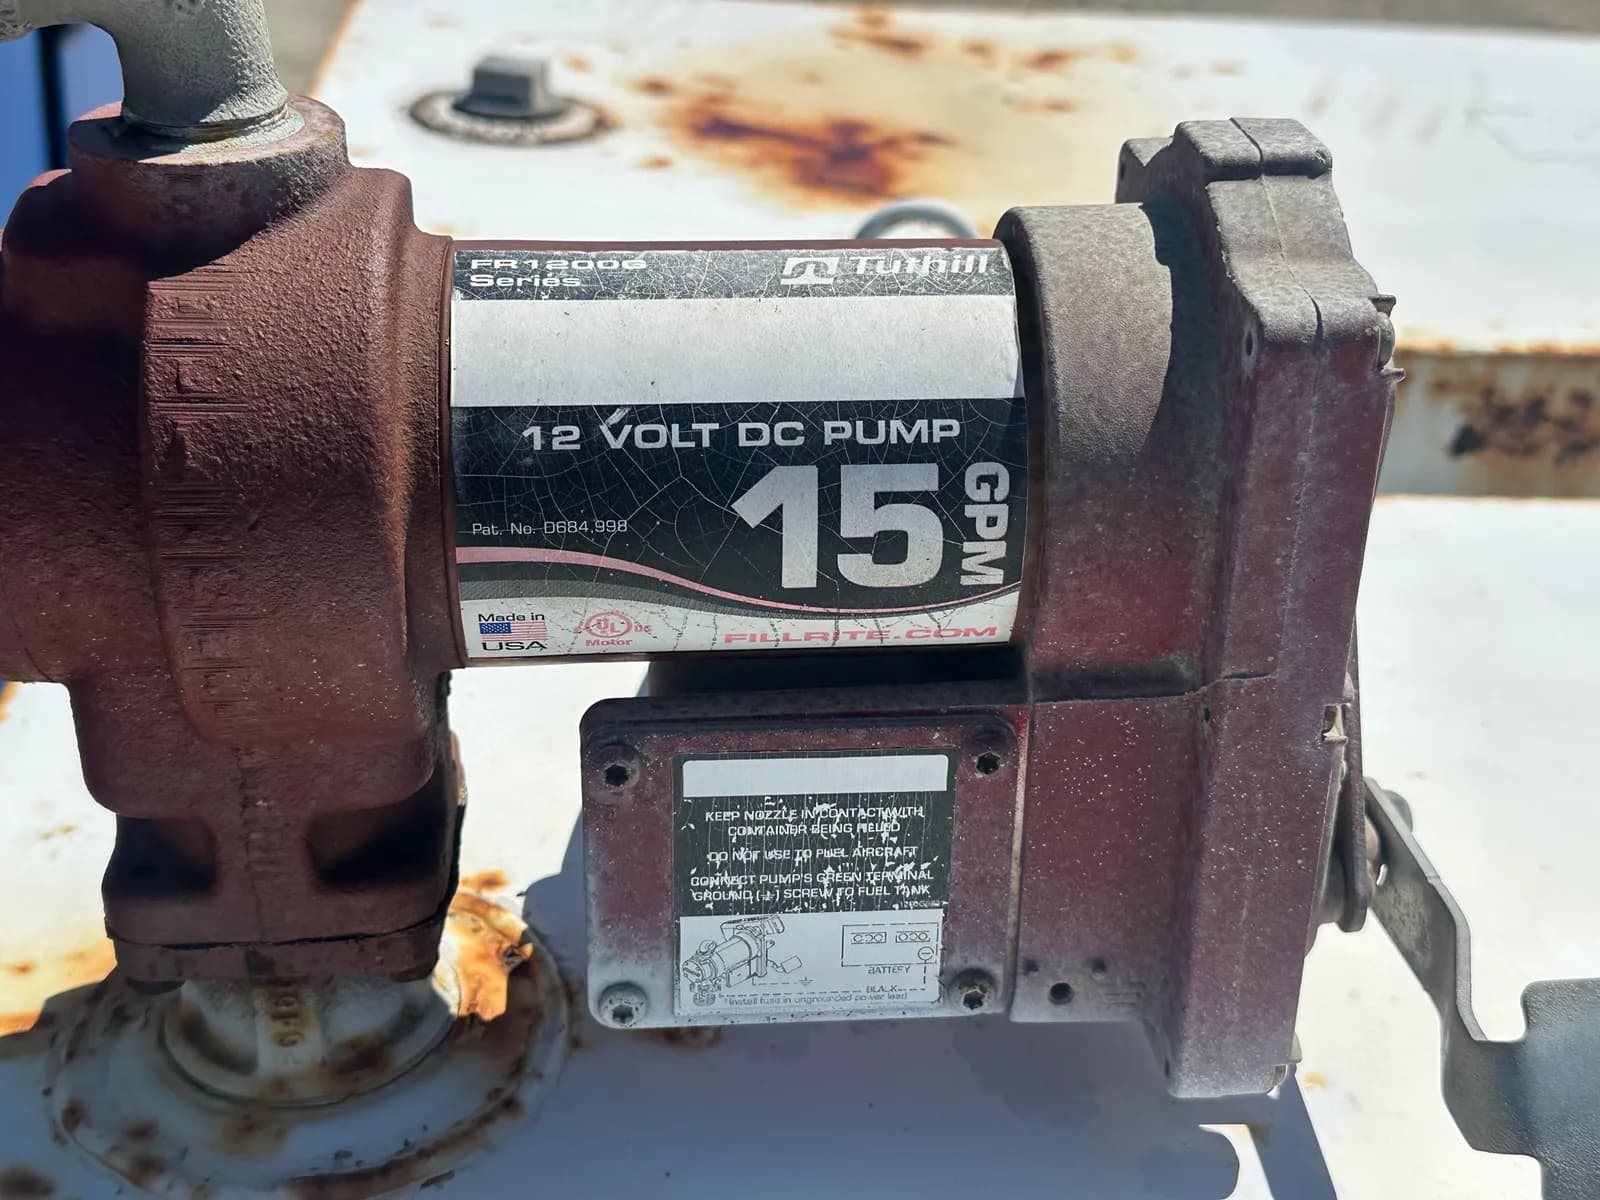 FR1200G
Series
Tuthill
12 VOLT DC PUMP
15
GPM
Pat. No. D684,998
Made in
USA
UL
US
Motor
FILLRITE.COM
KEEP NOZZLE IN CONTACT WITH
CONTAINER BEING FILLED
DO NOT USE TO FUEL AIRCRAFT
CONNECT PUMP'S GREEN TERMINAL
GROUND (⏚) SCREW TO FUEL TANK
BATTERY
BLACK
Install fuse in ungrounded power lead